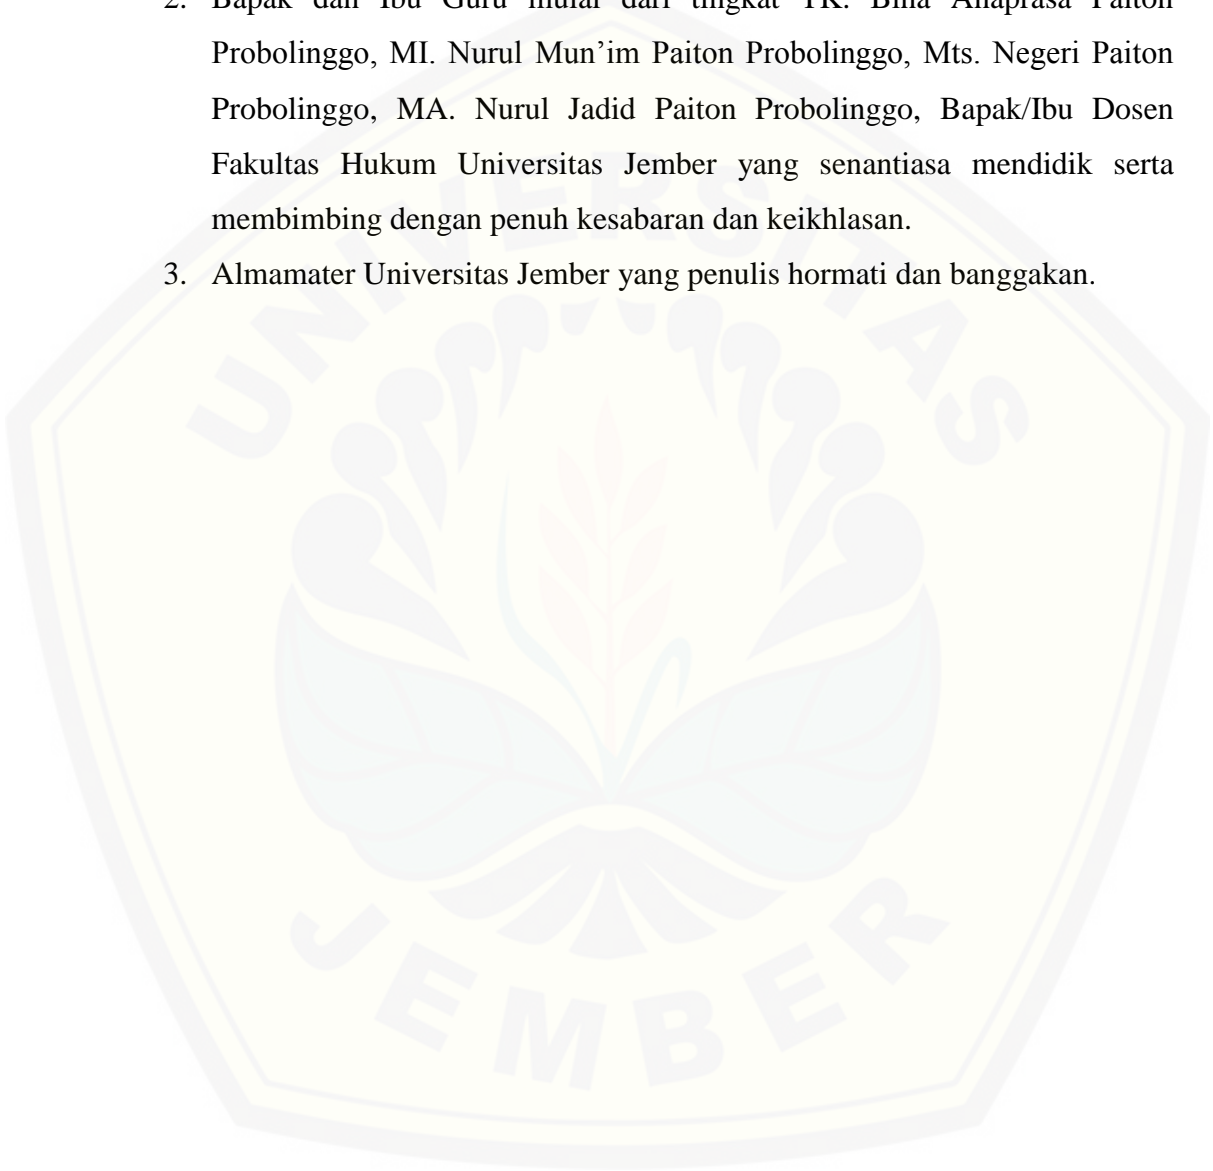 2. Bapak dan Ibu Guru mulai dari tingkat TK. Bina Anaprasa Paiton
Probolinggo, MI. Nurul Mun’im Paiton Probolinggo, Mts. Negeri Paiton
Probolinggo, MA. Nurul Jadid Paiton Probolinggo, Bapak/Ibu Dosen
Fakultas Hukum Universitas Jember yang senantiasa mendidik serta
membimbing dengan penuh kesabaran dan keikhlasan.
3. Almamater Universitas Jember yang penulis hormati dan banggakan.
UNIVERSITAS
JEMBER